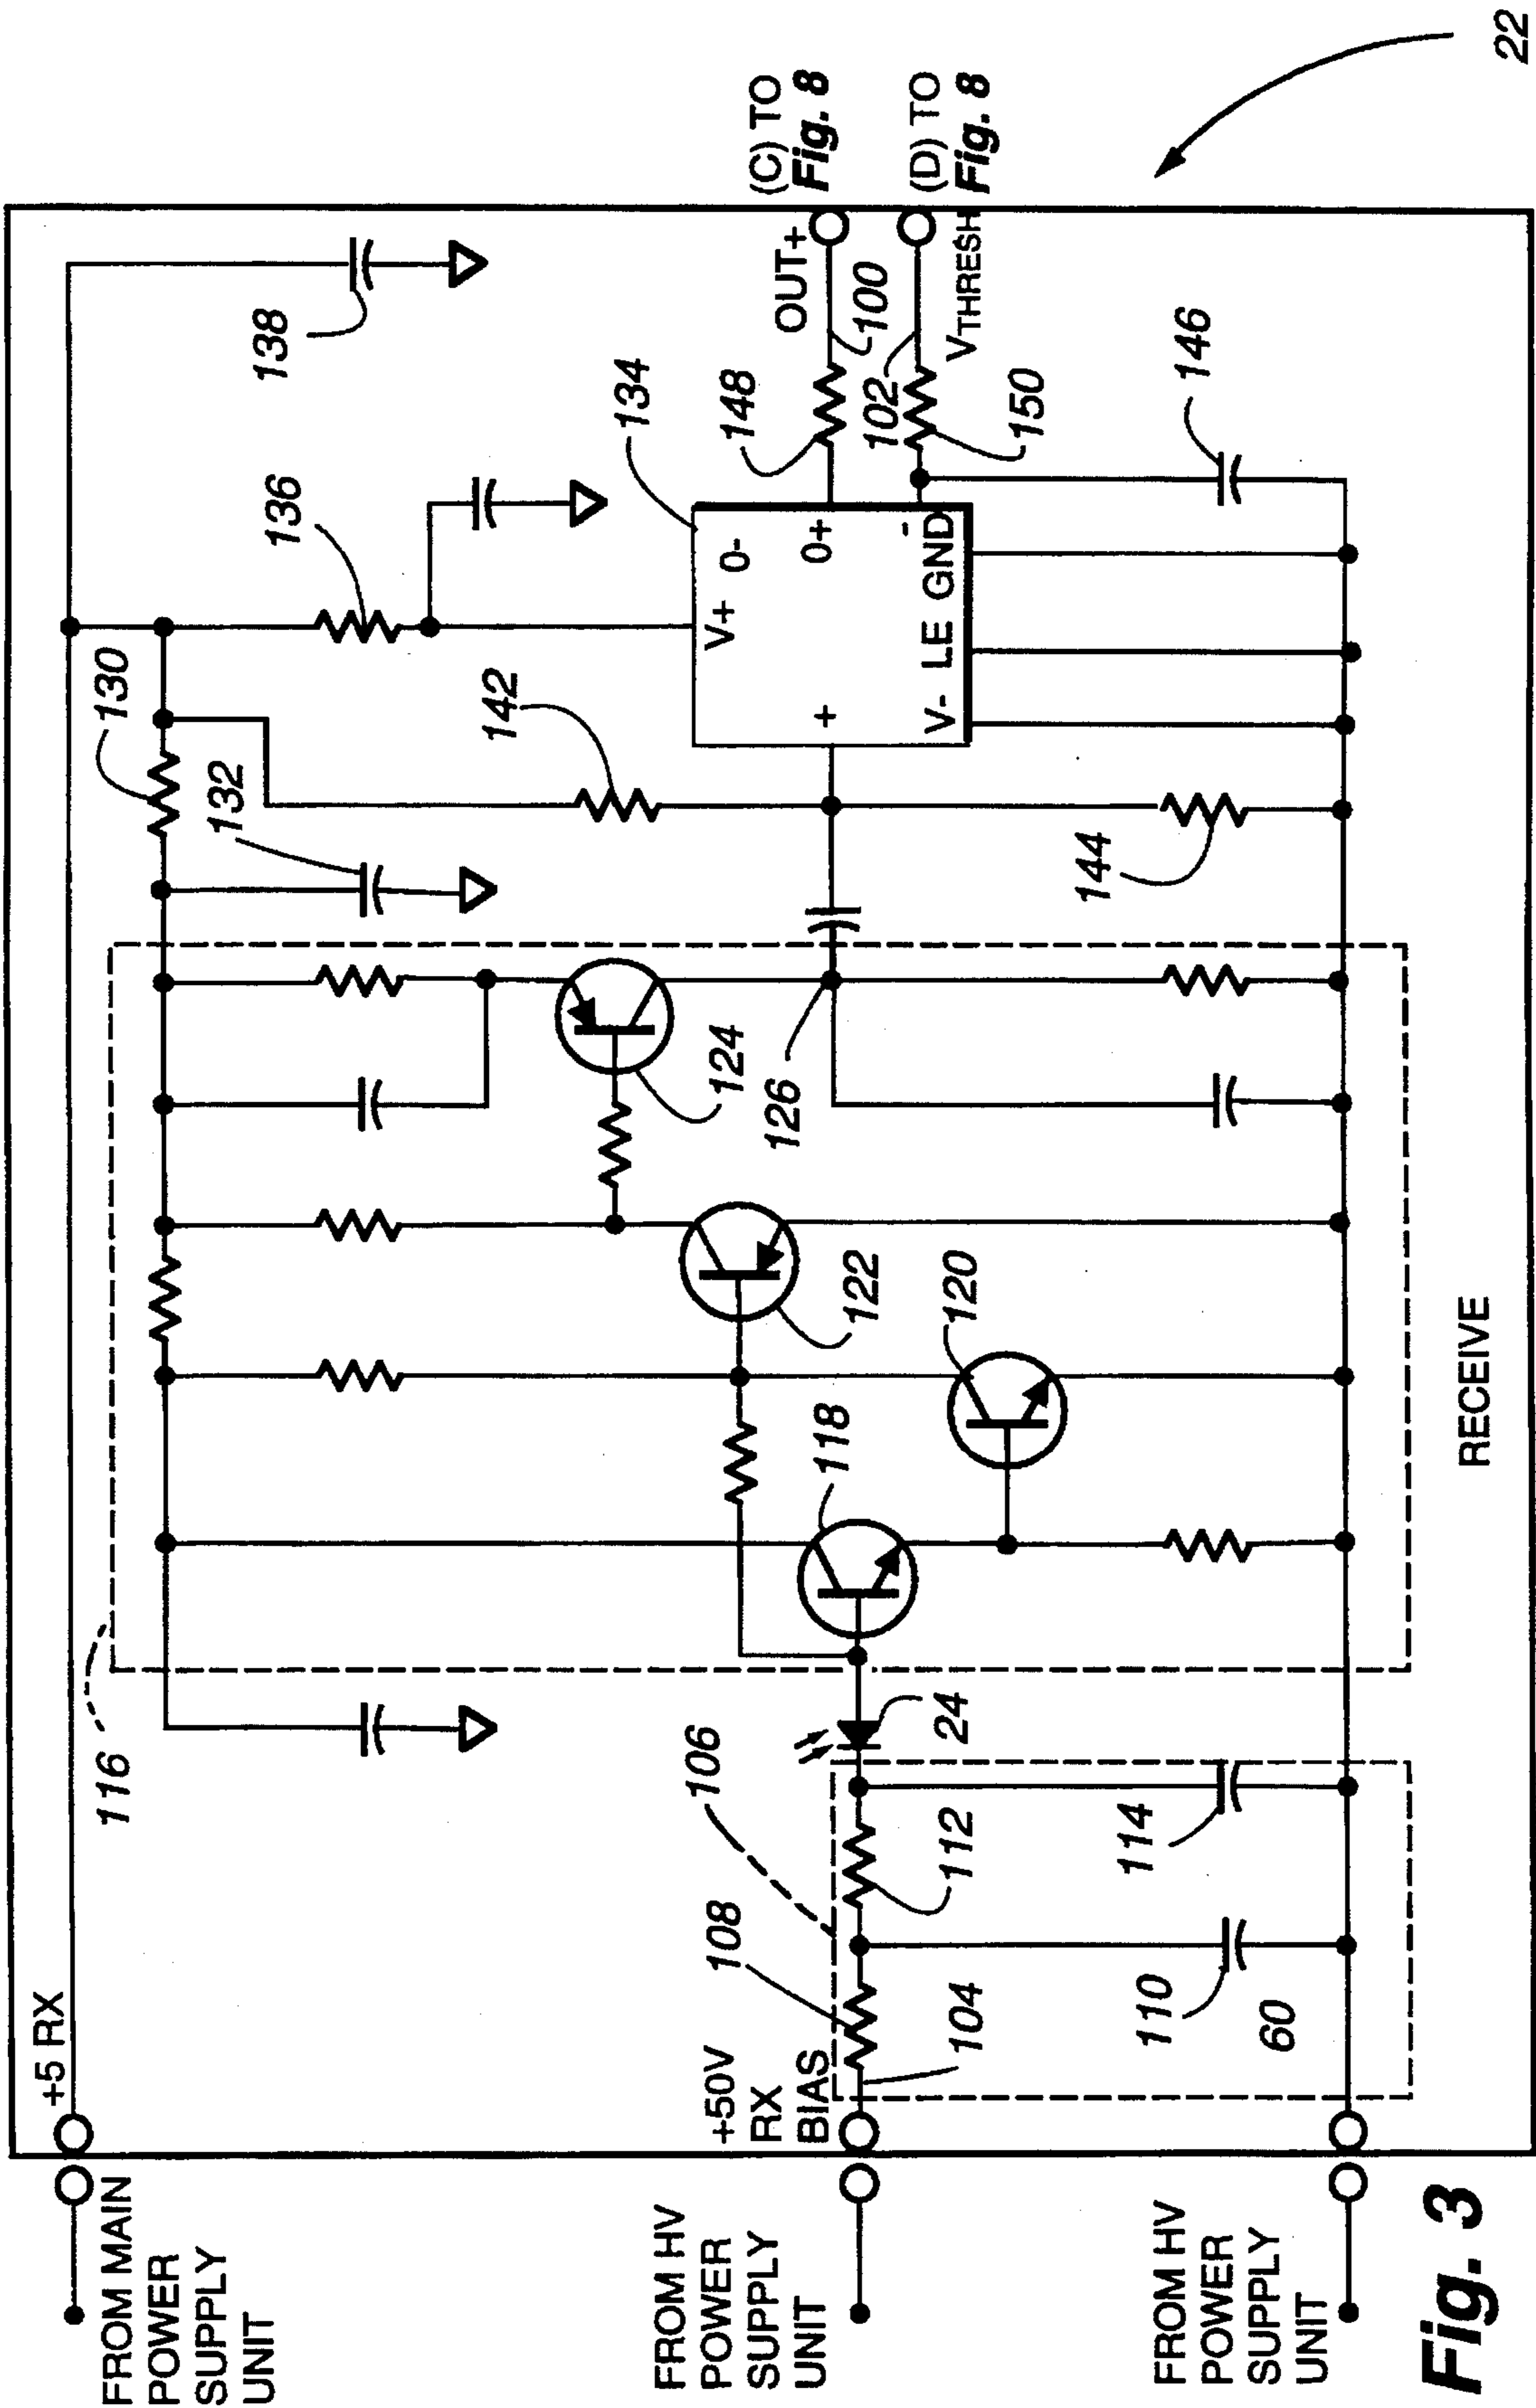 22
(C) TO
Fig. 8
(D) TO
Fig. 8
OUT+
100
102
VTHRESH
138
148
150
146
134
136
V+
0-
0+
+
-
V-
LE
GND
130
132
142
144
124
126
122
120
118
116
106
24
108
112
114
104
110
60
+5 RX
+50V
RX
BIAS
RECEIVE
FROM MAIN
POWER
SUPPLY
UNIT
FROM HV
POWER
SUPPLY
UNIT
FROM HV
POWER
SUPPLY
UNIT
Fig. 3